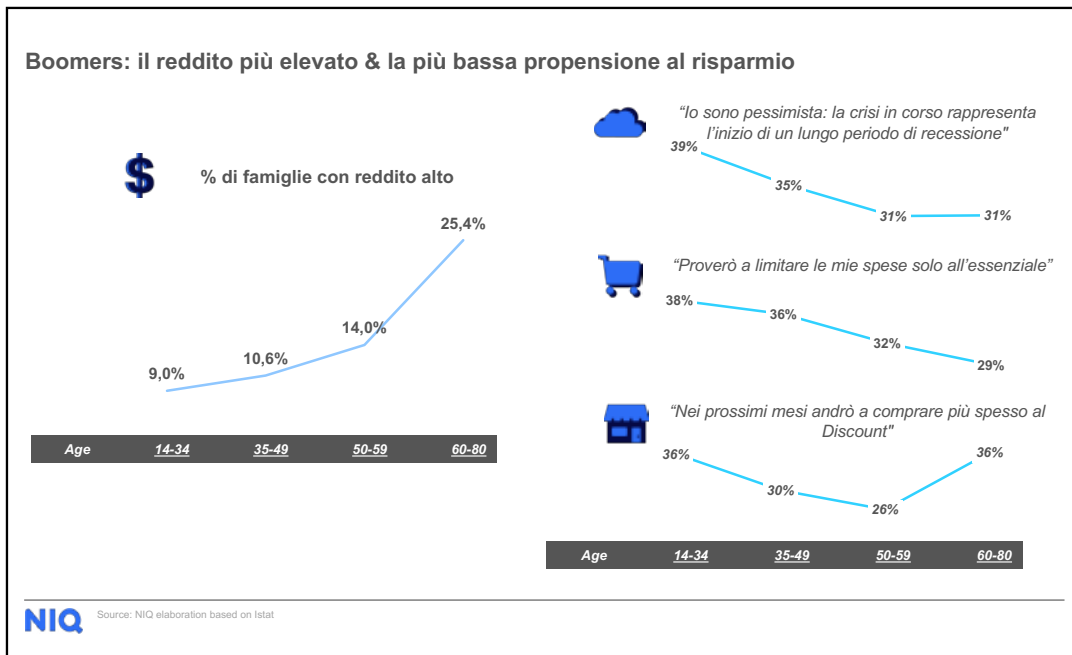 Boomers: il reddito più elevato & la più bassa propensione al risparmio
$
% di famiglie con reddito alto
25,4%
14,0%
10,6%
9,0%
Age 14-34 35-49 50-59 60-80
“Io sono pessimista: la crisi in corso rappresenta
l’inizio di un lungo periodo di recessione"
39%
35%
31% 31%
“Proverò a limitare le mie spese solo all’essenziale”
38%
36%
32%
29%
“Nei prossimi mesi andrò a comprare più spesso al
Discount"
36% 36%
30%
26%
Age 14-34 35-49 50-59 60-80
NIQ
Source: NIQ elaboration based on Istat